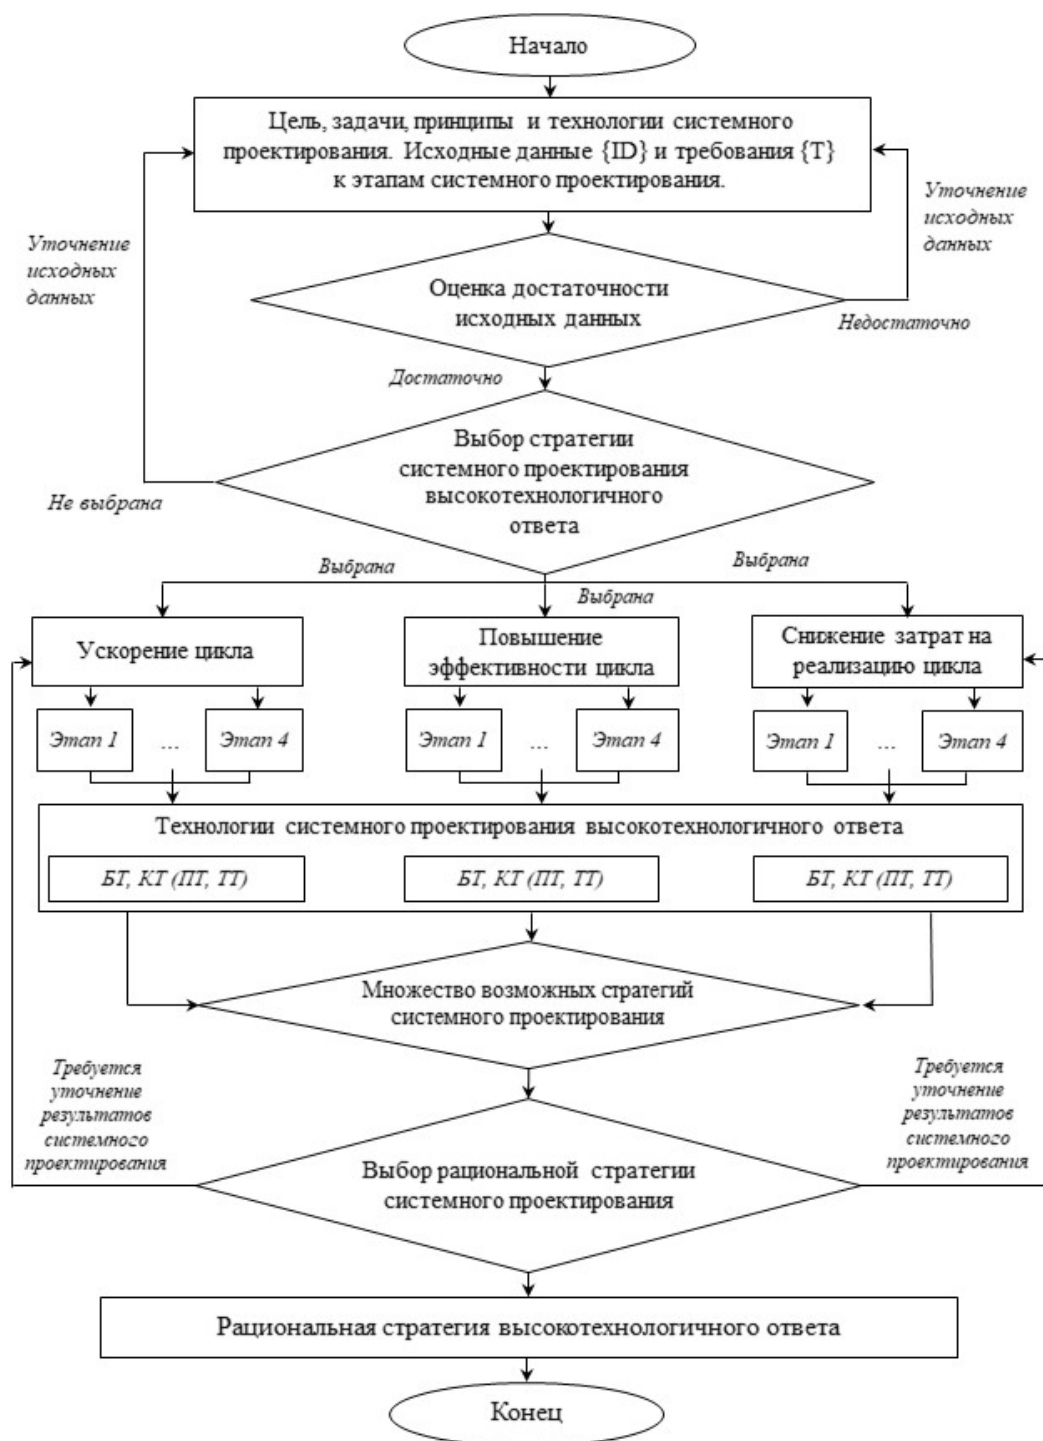 Начало
Цель, задачи, принципы и технологии системного
проектирования. Исходные данные {ID} и требования {T}
к этапам системного проектирования.
Уточнение
исходных
данных
Уточнение
исходных
данных
Оценка достаточности
исходных данных
Недостаточно
Достаточно
Выбор стратегии
системного проектирования
высокотехнологичного
ответа
Не выбрана
Выбрана
Выбрана
Выбрана
Ускорение цикла
Повышение
эффективности цикла
Снижение затрат на
реализацию цикла
Этап 1 ... Этап 4
Этап 1 ... Этап 4
Этап 1 ... Этап 4
Технологии системного проектирования высокотехнологичного ответа
БТ, КТ (ПТ, ТТ)
БТ, КТ (ПТ, ТТ)
БТ, КТ (ПТ, ТТ)
Множество возможных стратегий
системного проектирования
Требуется
уточнение
результатов
системного
проектирования
Требуется
уточнение
результатов
системного
проектирования
Выбор рациональной стратегии
системного проектирования
Рациональная стратегия высокотехнологичного ответа
Конец